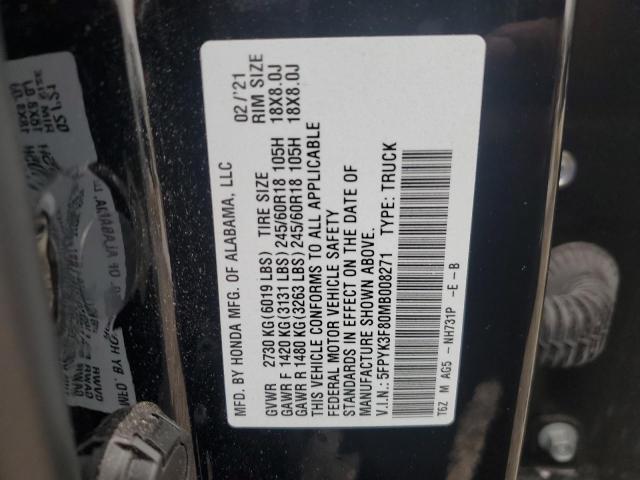 MFD. BY HONDA MFG. OF ALABAMA, LLC 02/'21
GVWR 2730 KG(6019 LBS) TIRE SIZE RIM SIZE
GAWR F 1420 KG(3131 LBS)245/60R18 105H 18X8.0J
GAWR R 1480 KG(3263 LBS)245/60R18 105H 18X8.0J
THIS VEHICLE CONFORMS TO ALL APPLICABLE
FEDERAL MOTOR VEHICLE SAFETY
STANDARDS IN EFFECT ON THE DATE OF
MANUFACTURE SHOWN ABOVE.
V.I.N.: 5FPYK3F80MB008271 TYPE: TRUCK
T6Z M AG5 - NH731P -E-B